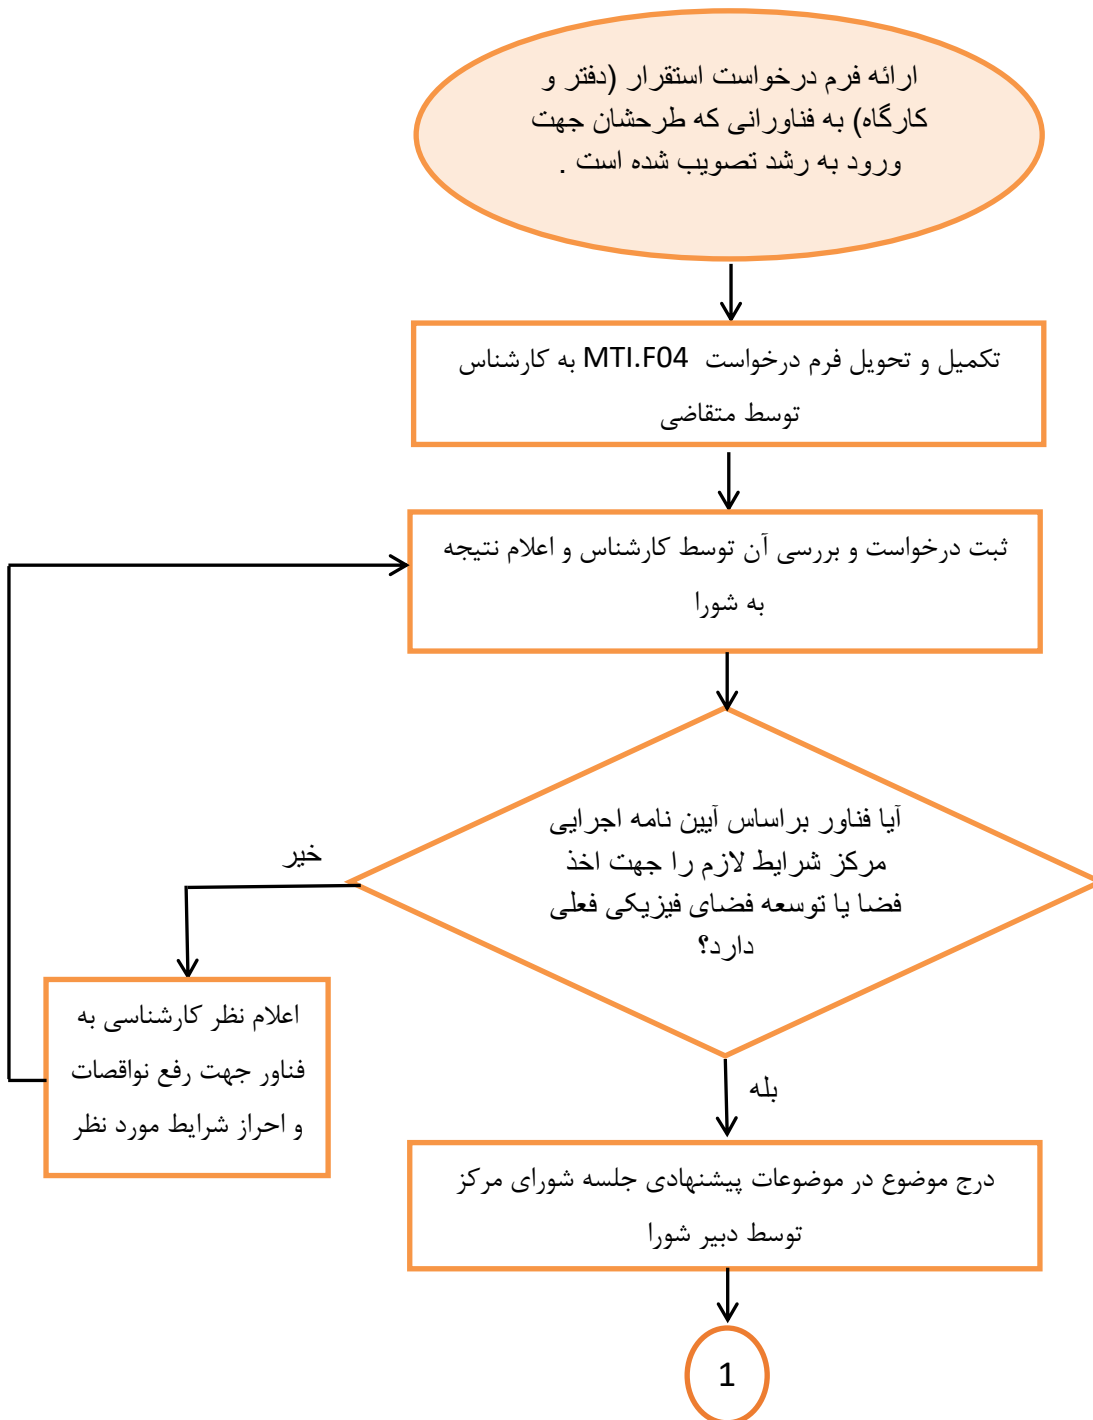 ارائه فرم درخواست استقرار (دفتر و
کارگاه) به فناورانی که طرحشان جهت
ورود به رشد تصویب شده است .
تکمیل و تحویل فرم درخواست MTI.F04 به کارشناس
توسط متقاضی
ثبت درخواست و بررسی آن توسط کارشناس و اعلام نتیجه
به شورا
آیا فناور براساس آیین نامه اجرایی
مرکز شرایط لازم را جهت اخذ
فضا یا توسعه فضای فیزیکی فعلی
دارد؟
خیر
اعلام نظر کارشناسی به
فناور جهت رفع نواقصات
و احراز شرایط مورد نظر
بله
درج موضوع در موضوعات پیشنهادی جلسه شورای مرکز
توسط دبیر شورا
1